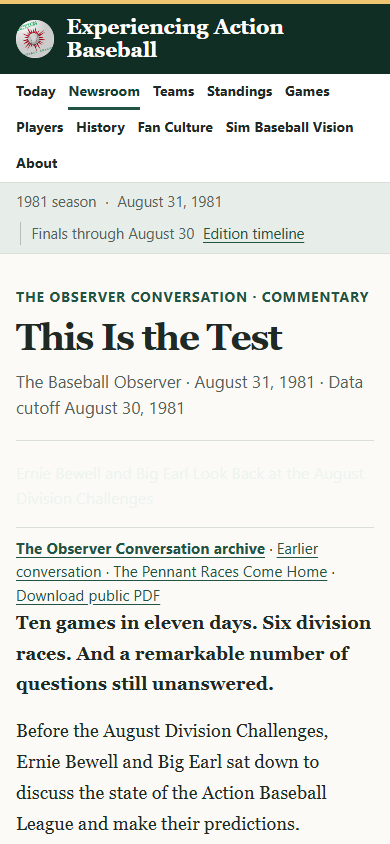 Experiencing Action
Baseball
Today Newsroom Teams Standings Games
Players History Fan Culture Sim Baseball Vision
About
1981 season · August 31, 1981
Finals through August 30 Edition timeline
THE OBSERVER CONVERSATION · COMMENTARY
This Is the Test
The Baseball Observer · August 31, 1981 · Data
cutoff August 30, 1981
Ernie Bewell and Big Earl Look Back at the August
Division Challenges
The Observer Conversation archive · Earlier
conversation · The Pennant Races Come Home ·
Download public PDF
Ten games in eleven days. Six division
races. And a remarkable number of
questions still unanswered.
Before the August Division Challenges,
Ernie Bewell and Big Earl sat down to
discuss the state of the Action Baseball
League and make their predictions.